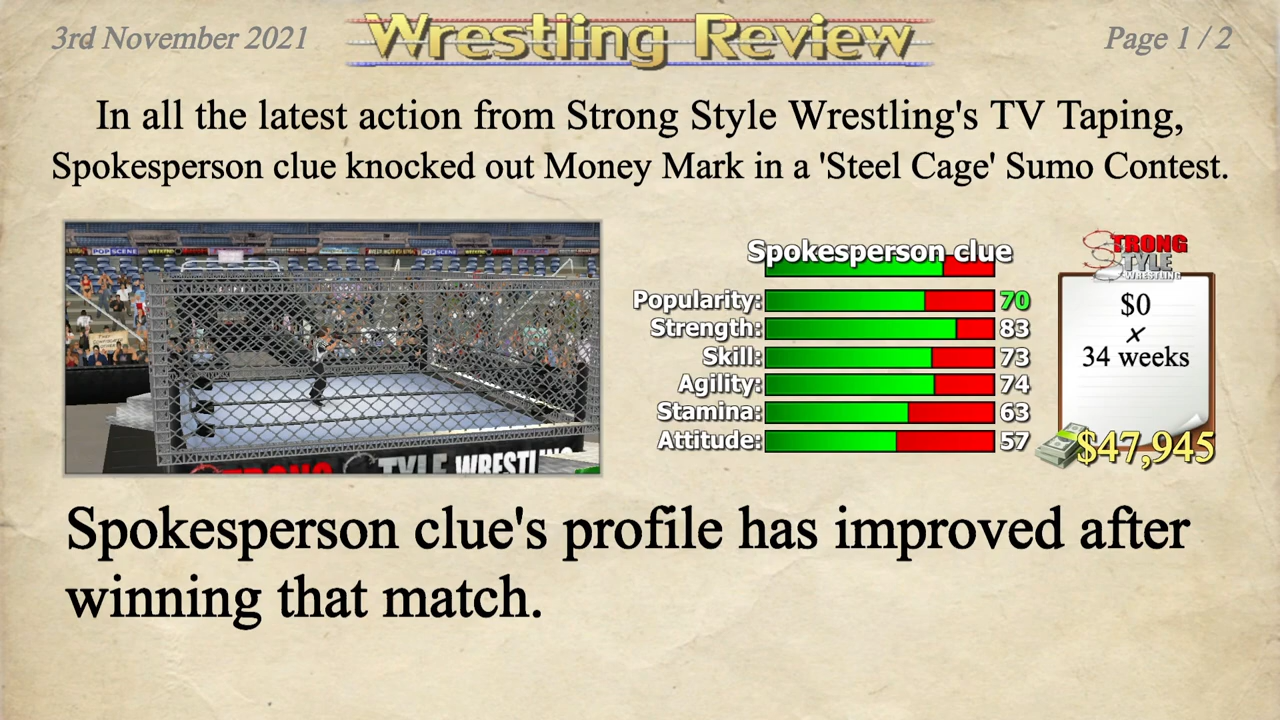 3rd November 2021
Wrestling Review
Page 1 / 2
In all the latest action from Strong Style Wrestling's TV Taping,
Spokesperson clue knocked out Money Mark in a 'Steel Cage' Sumo Contest.
POP SCENE
STRONG STYLE WRESTLING
Spokesperson clue
Popularity: 70
Strength: 83
Skill: 73
Agility: 74
Stamina: 63
Attitude: 57
STRONG
STYLE
WRESTLING
$0
x
34 weeks
$47,945
Spokesperson clue's profile has improved after
winning that match.